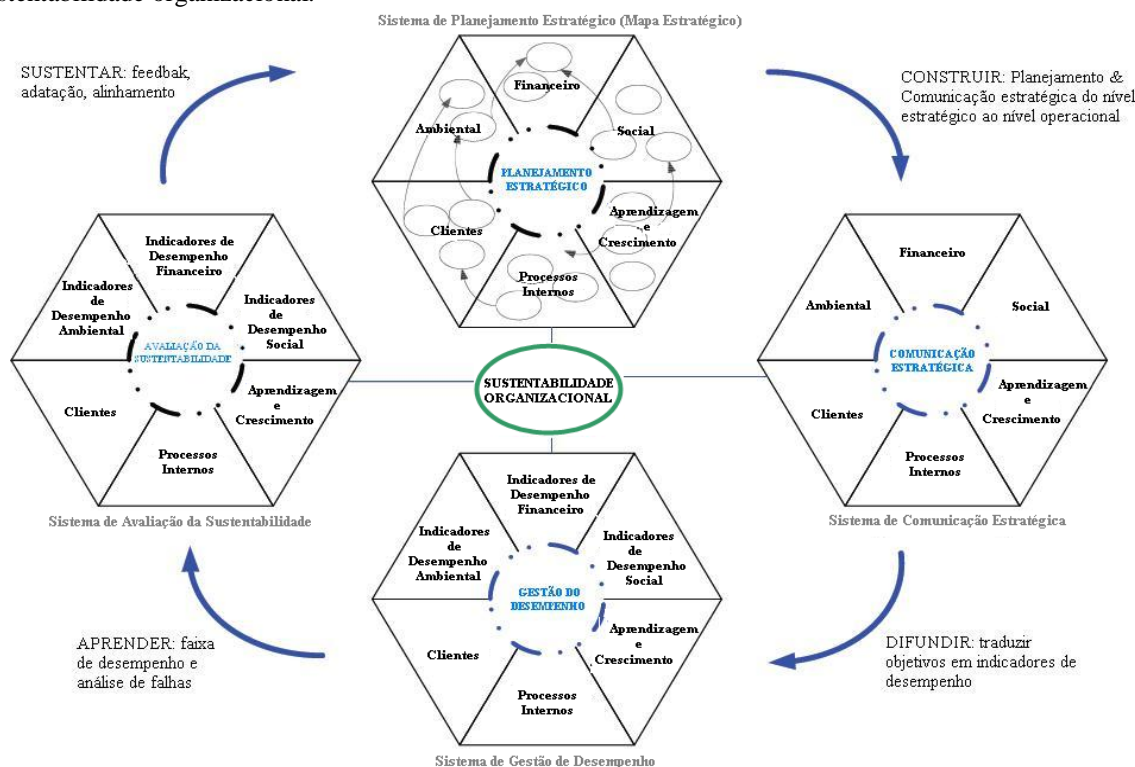 stentabilidade organizacional.
Sistema de Planejamento Estratégico (Mapa Estratégico)
SUSTENTAR: feedbak,
adatação, alinhamento
CONSTRUIR: Planejamento &
Comunicação estratégica do nível
estratégico ao nível operacional
Financeiro
Ambiental
Social
PLANEJAMENTO
ESTRATÉGICO
Clientes
Aprendizagem
e
Crescimento
Processos
Internos
Indicadores de
Desempenho
Financeiro
Indicadores
de
Desempenho
Ambiental
Indicadores
de
Desempenho
Social
AVALIAÇÃO DA
SUSTENTABILIDADE
Clientes
Aprendizagem
e
Crescimento
Processos
Internos
Sistema de Avaliação da Sustentabilidade
SUSTENTABILIDADE
ORGANIZACIONAL
Financeiro
Ambiental
Social
COMUNICAÇÃO
ESTRATÉGICA
Clientes
Aprendizagem
e
Crescimento
Processos
Internos
Sistema de Comunicação Estratégica
Indicadores de
Desempenho
Financeiro
Indicadores
de
Desempenho
Ambiental
Indicadores
de
Desempenho
Social
GESTÃO DO
DESEMPENHO
Clientes
Aprendizagem
e
Crescimento
Processos
Internos
APRENDER: faixa
de desempenho e
análise de falhas
DIFUNDIR: traduzir
objetivos em indicadores de
desempenho
Sistema de Gestão de Desempenho